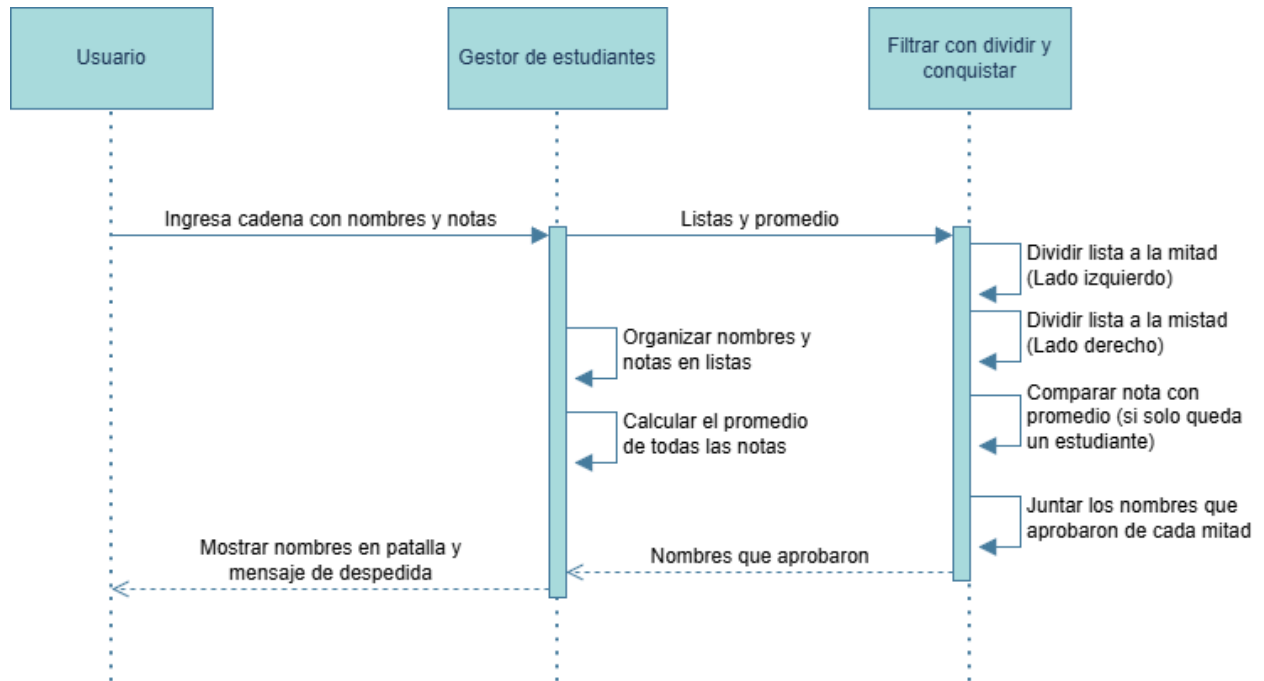 Usuario
Gestor de estudiantes
Filtrar con dividir y
conquistar
Ingresa cadena con nombres y notas
Listas y promedio
Dividir lista a la mitad
(Lado izquierdo)
Dividir lista a la mistad
(Lado derecho)
Organizar nombres y
notas en listas
Comparar nota con
promedio (si solo queda
un estudiante)
Calcular el promedio
de todas las notas
Juntar los nombres que
aprobaron de cada mitad
Nombres que aprobaron
Mostrar nombres en patalla y
mensaje de despedida